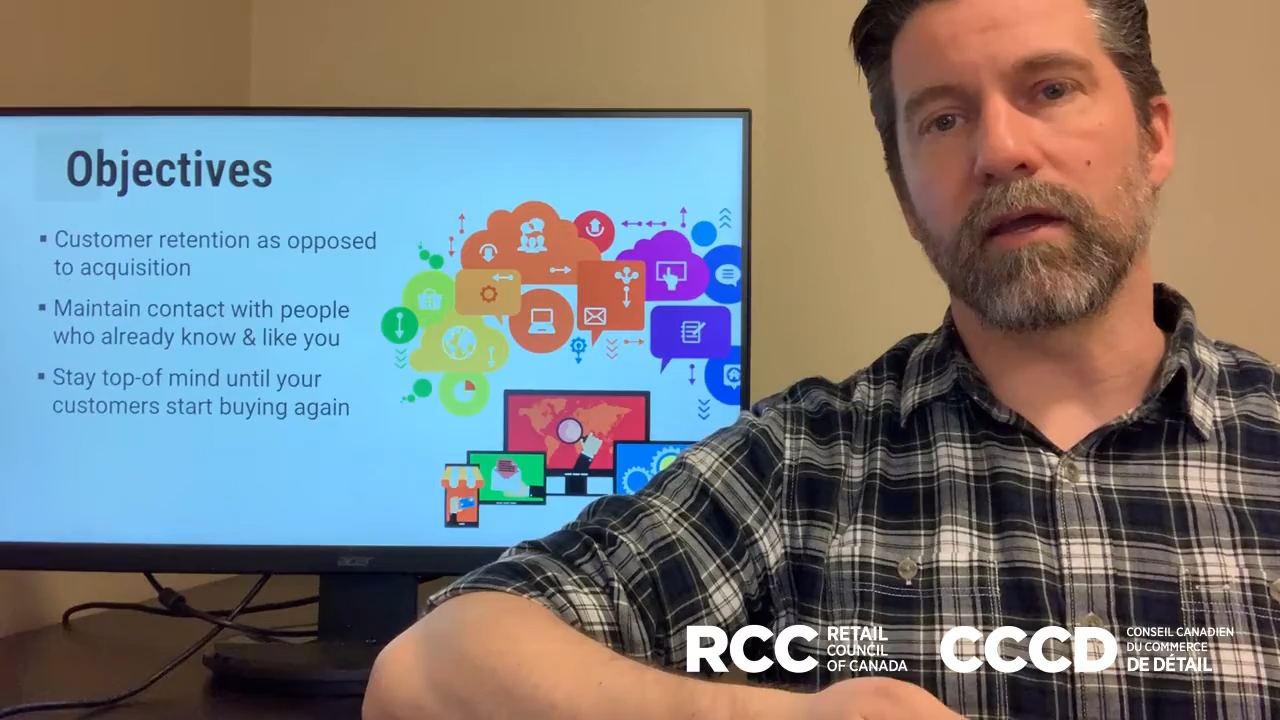 Objectives
▪ Customer retention as opposed
to acquisition
▪ Maintain contact with people
who already know & like you
▪ Stay top-of mind until your
customers start buying again
acer
RCC RETAIL
COUNCIL
OF CANADA
CCCD CONSEIL CANADIEN
DU COMMERCE
DE DÉTAIL